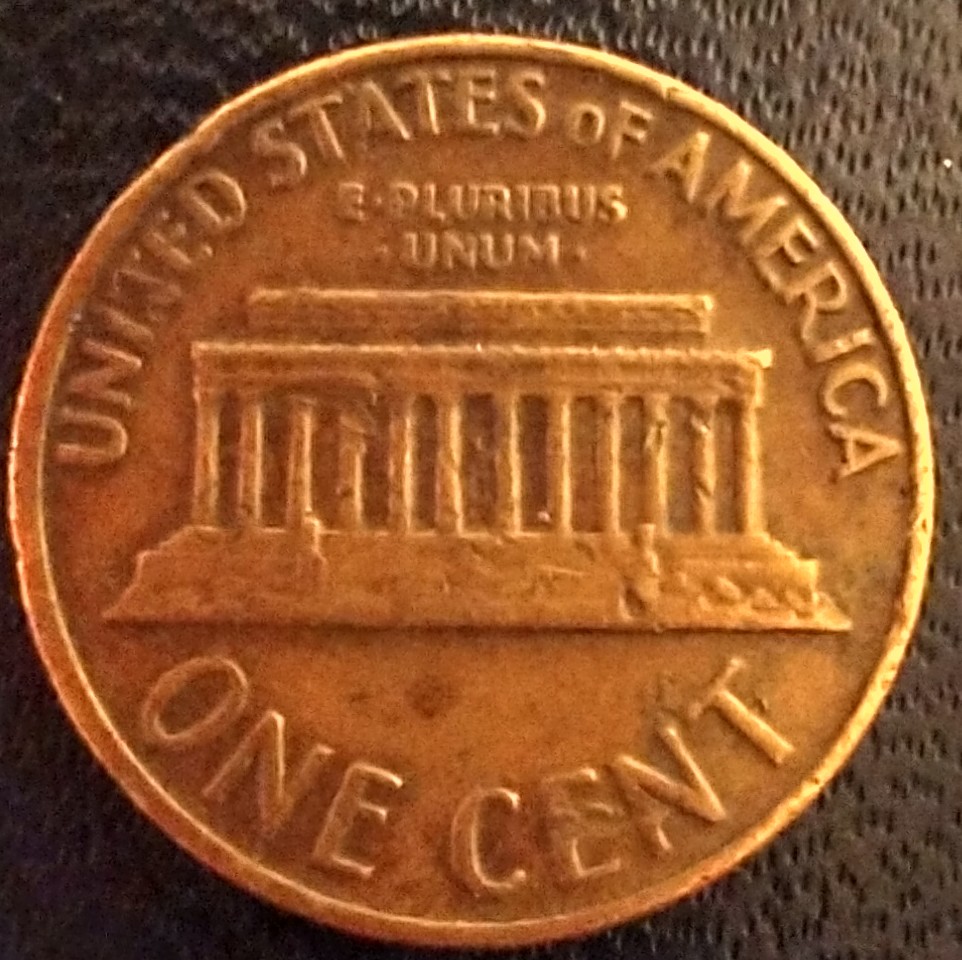 UNITED STATES OF AMERICA
E·PLURIBUS
·UNUM·
ONE CENT